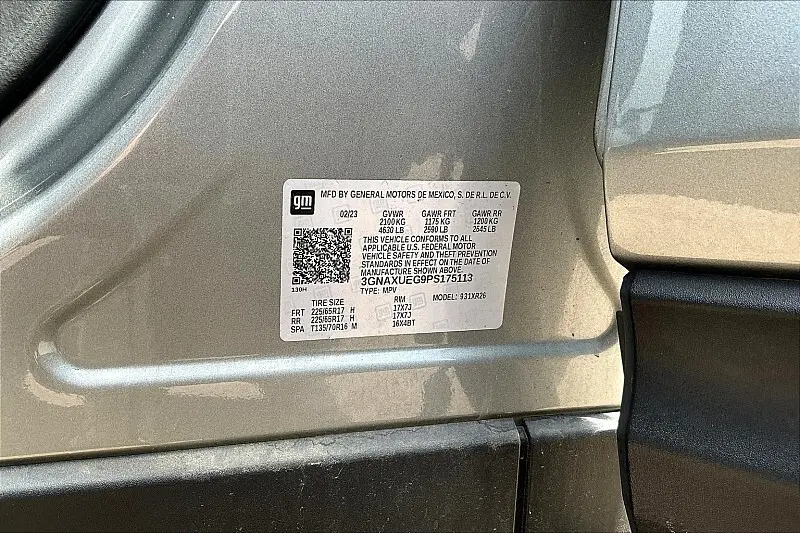 gm MFD BY GENERAL MOTORS DE MEXICO, S. DE R.L. DE C.V.
02/23 GVWR GAWR FRT GAWR RR
2100 KG 1175 KG 1200 KG
4630 LB 2590 LB 2645 LB
THIS VEHICLE CONFORMS TO ALL
APPLICABLE U.S. FEDERAL MOTOR
VEHICLE SAFETY AND THEFT PREVENTION
STANDARDS IN EFFECT ON THE DATE OF
MANUFACTURE SHOWN ABOVE.
3GNAXUEG9PS175113
130H TYPE: MPV MODEL: 931XR26
TIRE SIZE RIM
FRT 225/65R17 H 17X7J
RR 225/65R17 H 17X7J
SPA T135/70R16 M 16X4BT